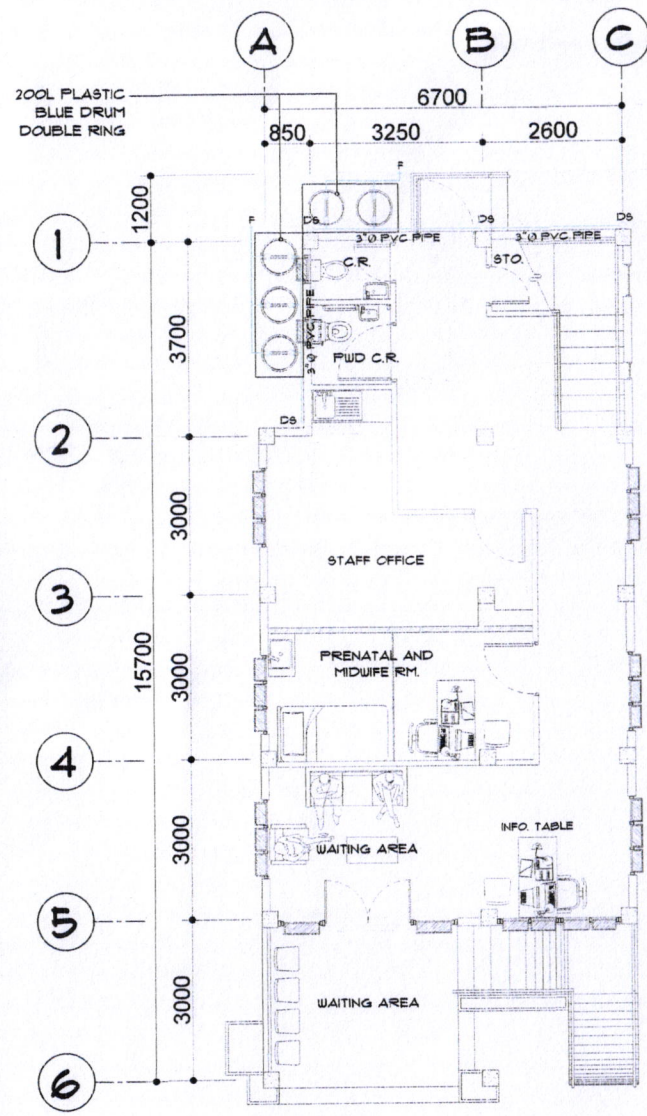 A
B
C
200L PLASTIC
BLUE DRUM
DOUBLE RING
6700
850
3250
2600
1200
F
F
DS
DS
DS
1
3"Ø PVC PIPE
3"Ø PVC PIPE
C.R.
STO.
3"Ø PVC PIPE
3700
PWD C.R.
DS
2
3000
STAFF OFFICE
3
15700
3000
PRENATAL AND
MIDWIFE RM.
4
3000
INFO. TABLE
WAITING AREA
5
3000
WAITING AREA
6